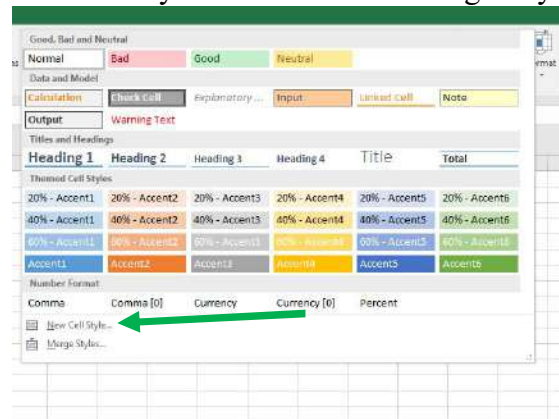 Good, Bad and Neutral
Normal Bad Good Neutral
Data and Model
Calculation Check Cell Explanatory ... Input Linked Cell Note
Output Warning Text
Titles and Headings
Heading 1 Heading 2 Heading 3 Heading 4 Title Total
Themed Cell Styles
20% - Accent1 20% - Accent2 20% - Accent3 20% - Accent4 20% - Accent5 20% - Accent6
40% - Accent1 40% - Accent2 40% - Accent3 40% - Accent4 40% - Accent5 40% - Accent6
60% - Accent1 60% - Accent2 60% - Accent3 60% - Accent4 60% - Accent5 60% - Accent6
Accent1 Accent2 Accent3 Accent4 Accent5 Accent6
Number Format
Comma Comma [0] Currency Currency [0] Percent
New Cell Style...
Merge Styles...